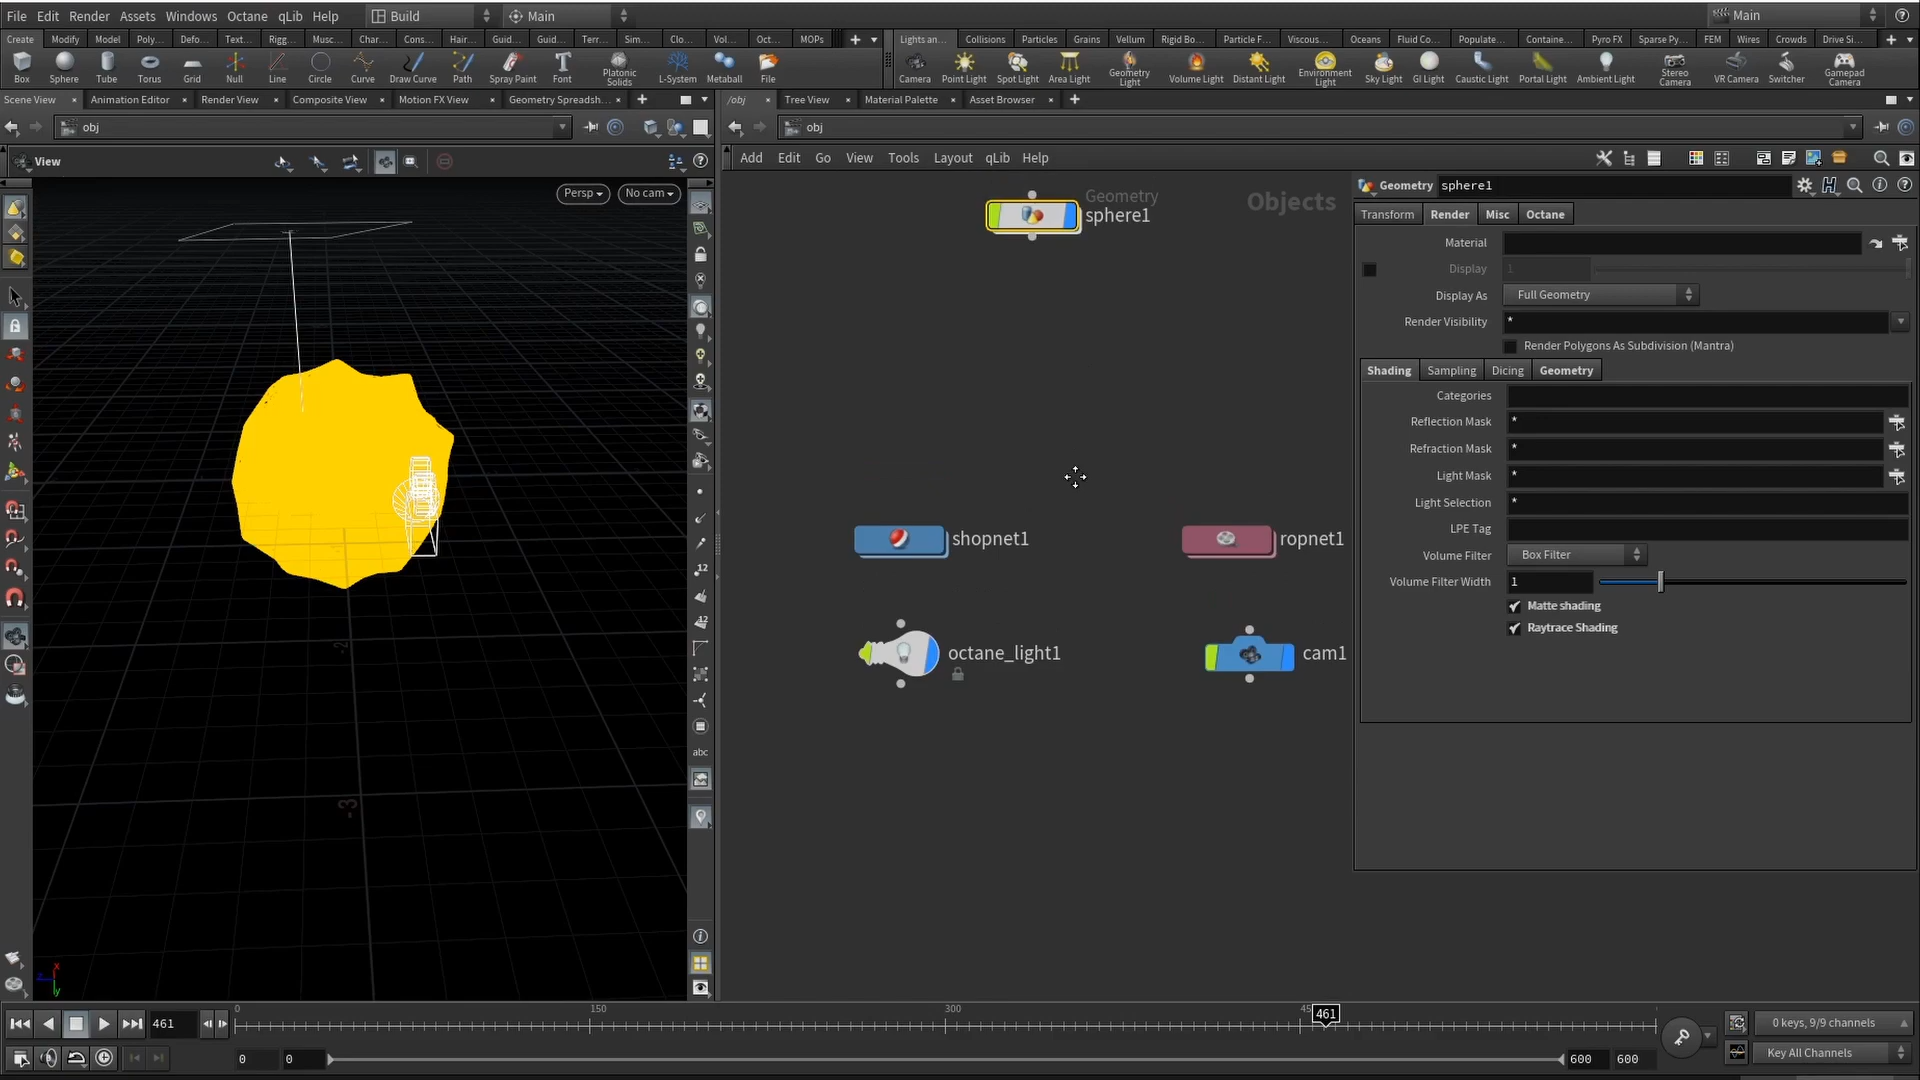 File Edit Render Assets Windows Octane qLib Help Build Main Main
Create Modify Model Poly... Defo... Text... Rigg... Musc... Char... Cons... Hair... Guid... Guid... Terr... Sim... Clo... Vol... Oct... MOPs Lights an... Collisions Particles Grains Vellum Rigid Bo... Particle F... Viscous... Oceans Fluid Co... Populate... Containe... Pyro FX Sparse Py... FEM Wires Crowds Drive Si...
Box Sphere Tube Torus Grid Null Line Circle Curve Draw Curve Path Spray Paint Font Platonic Solids L-System Metaball File Camera Point Light Spot Light Area Light Geometry Light Volume Light Distant Light Environment Light Sky Light GI Light Caustic Light Portal Light Ambient Light Stereo Camera VR Camera Switcher Gamepad Camera
Scene View Animation Editor Render View Composite View Motion FX View Geometry Spreadsh... /obj Tree View Material Palette Asset Browser
obj obj
View Add Edit Go View Tools Layout qLib Help
Persp No cam
Geometry
sphere1
Objects
Geometry sphere1
Transform Render Misc Octane
Material
Display 1
Display As Full Geometry
Render Visibility *
Render Polygons As Subdivision (Mantra)
Shading Sampling Dicing Geometry
Categories
Reflection Mask *
Refraction Mask *
Light Mask *
Light Selection *
LPE Tag
Volume Filter Box Filter
Volume Filter Width 1
Matte shading
Raytrace Shading
shopnet1 ropnet1
octane_light1 cam1
12
12
abc
-2
-3
x
z
y
0 150 300 45
461
461
0 keys, 9/9 channels
0 0 600 600
Key All Channels